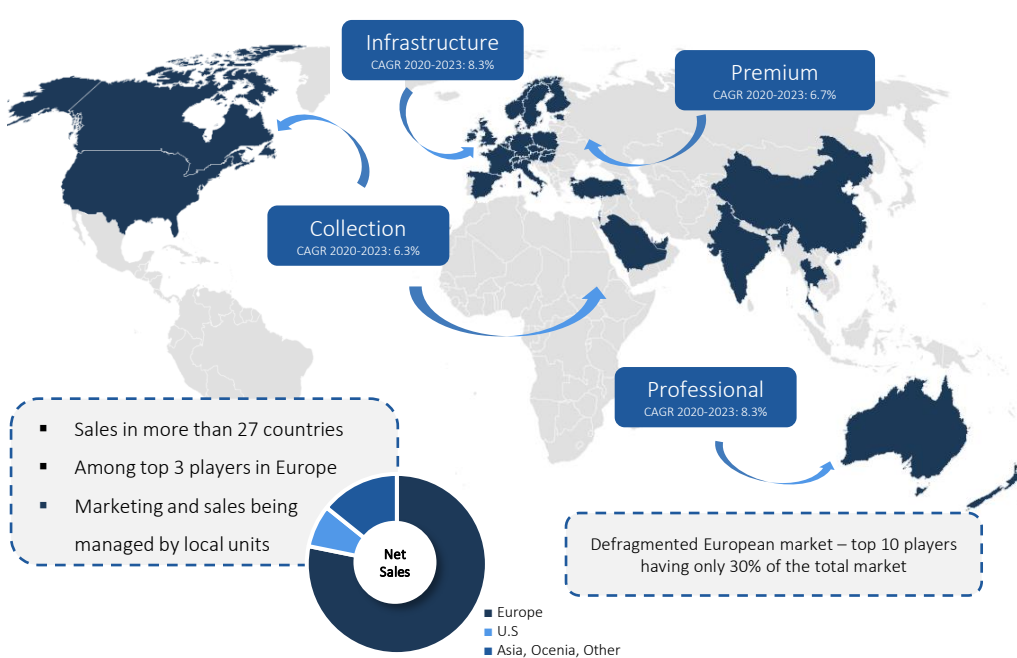 Infrastructure
CAGR 2020-2023: 8.3%
Premium
CAGR 2020-2023: 6.7%
Collection
CAGR 2020-2023: 6.3%
Professional
CAGR 2020-2023: 8.3%
▪ Sales in more than 27 countries
▪ Among top 3 players in Europe
▪ Marketing and sales being
managed by local units
Net
Sales
Europe
U.S
Asia, Ocenia, Other
Defragmented European market – top 10 players
having only 30% of the total market